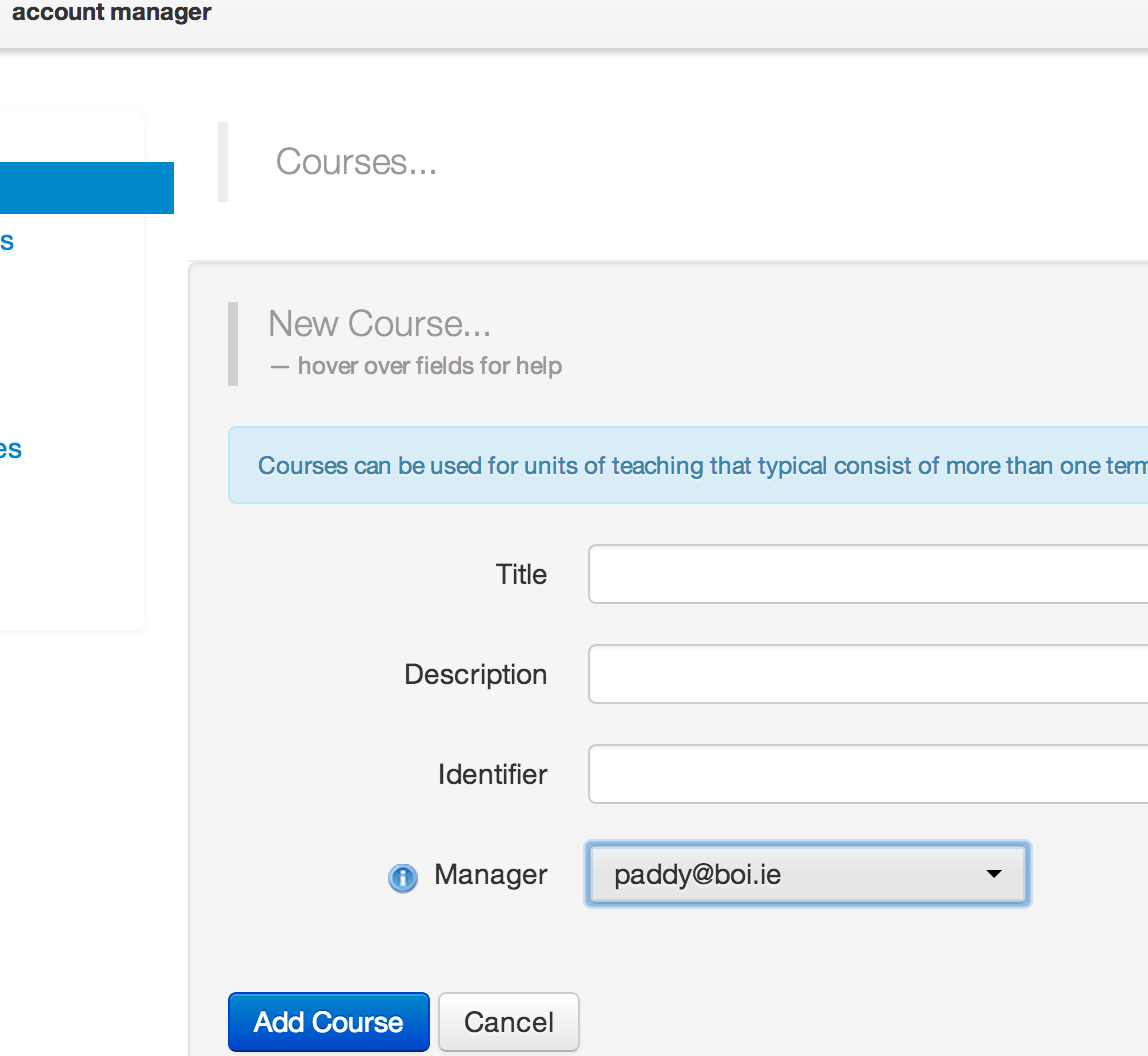 account manager
Courses...
s
es
New Course...
— hover over fields for help
Courses can be used for units of teaching that typical consist of more than one term
Title
Description
Identifier
Manager
paddy@boi.ie
Add Course
Cancel